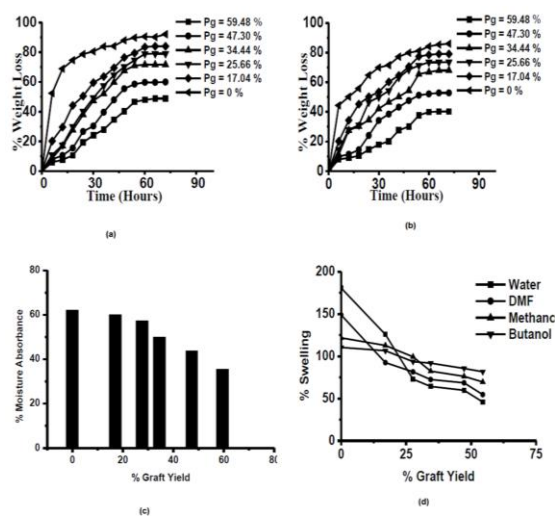 (a)
% Weight Loss
100
80
60
40
20
0
0 30 60 90
Time (Hours)
Pg = 59.48 %
Pg = 47.30 %
Pg = 34.44 %
Pg = 25.66 %
Pg = 17.04 %
Pg = 0 %
(a)
(b)
% Weight Loss
100
80
60
40
20
0
0 30 60 90
Time (Hours)
Pg = 59.48 %
Pg = 47.30 %
Pg = 34.44 %
Pg = 25.66 %
Pg = 17.04 %
Pg = 0 %
(b)
% Moisture Absorbance
80
60
40
20
0
0 20 40 60 80
% Graft Yield
(c)
% Swelling
200
150
100
50
0
0 25 50 75
% Graft Yield
Water
DMF
Methanc
Butanol
(d)